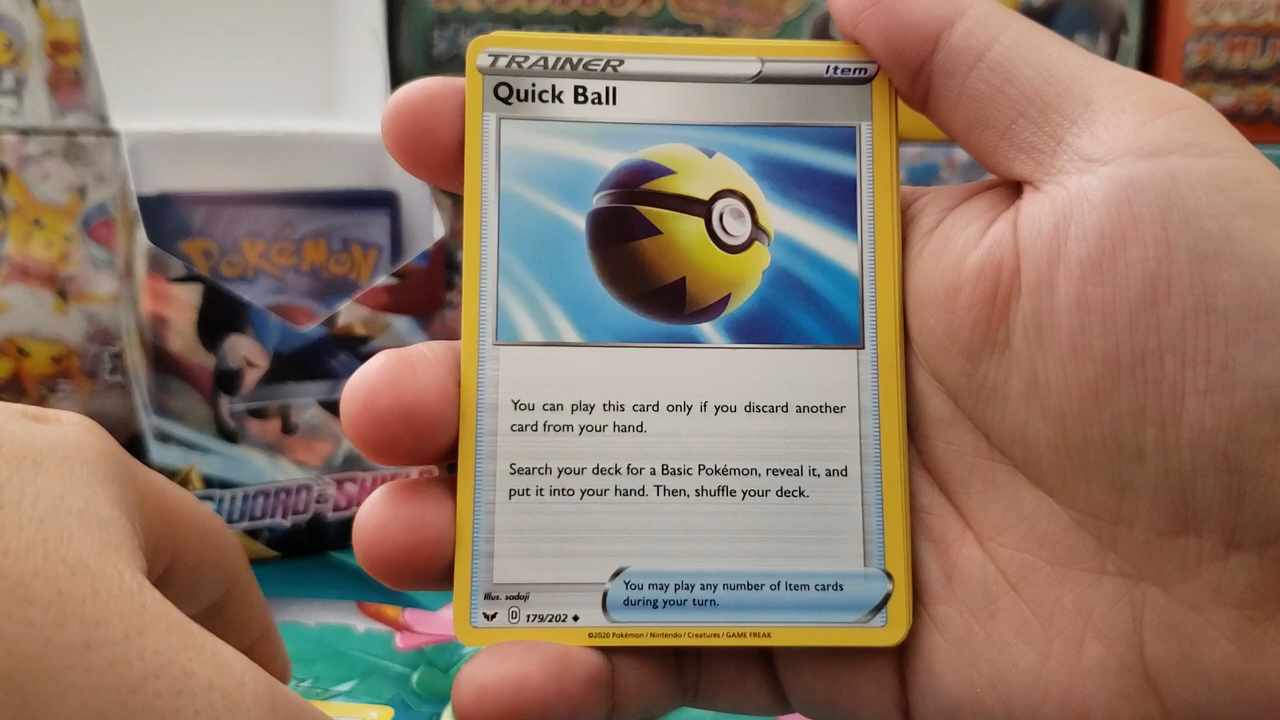 TRAINER
Item
Quick Ball
You can play this card only if you discard another
card from your hand.
Search your deck for a Basic Pokémon, reveal it, and
put it into your hand. Then, shuffle your deck.
You may play any number of Item cards
during your turn.
Illus. sadaji
D 179/202
©2020 Pokémon / Nintendo / Creatures / GAME FREAK
POKéMON
SWORD & SHIELD